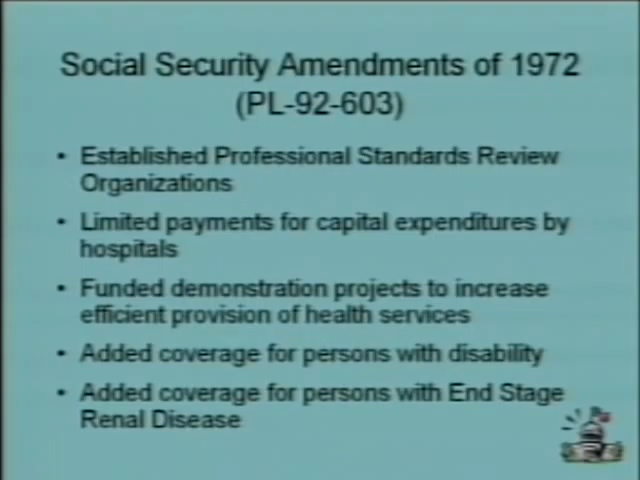 Social Security Amendments of 1972
(PL-92-603)
• Established Professional Standards Review
Organizations
• Limited payments for capital expenditures by
hospitals
• Funded demonstration projects to increase
efficient provision of health services
• Added coverage for persons with disability
• Added coverage for persons with End Stage
Renal Disease